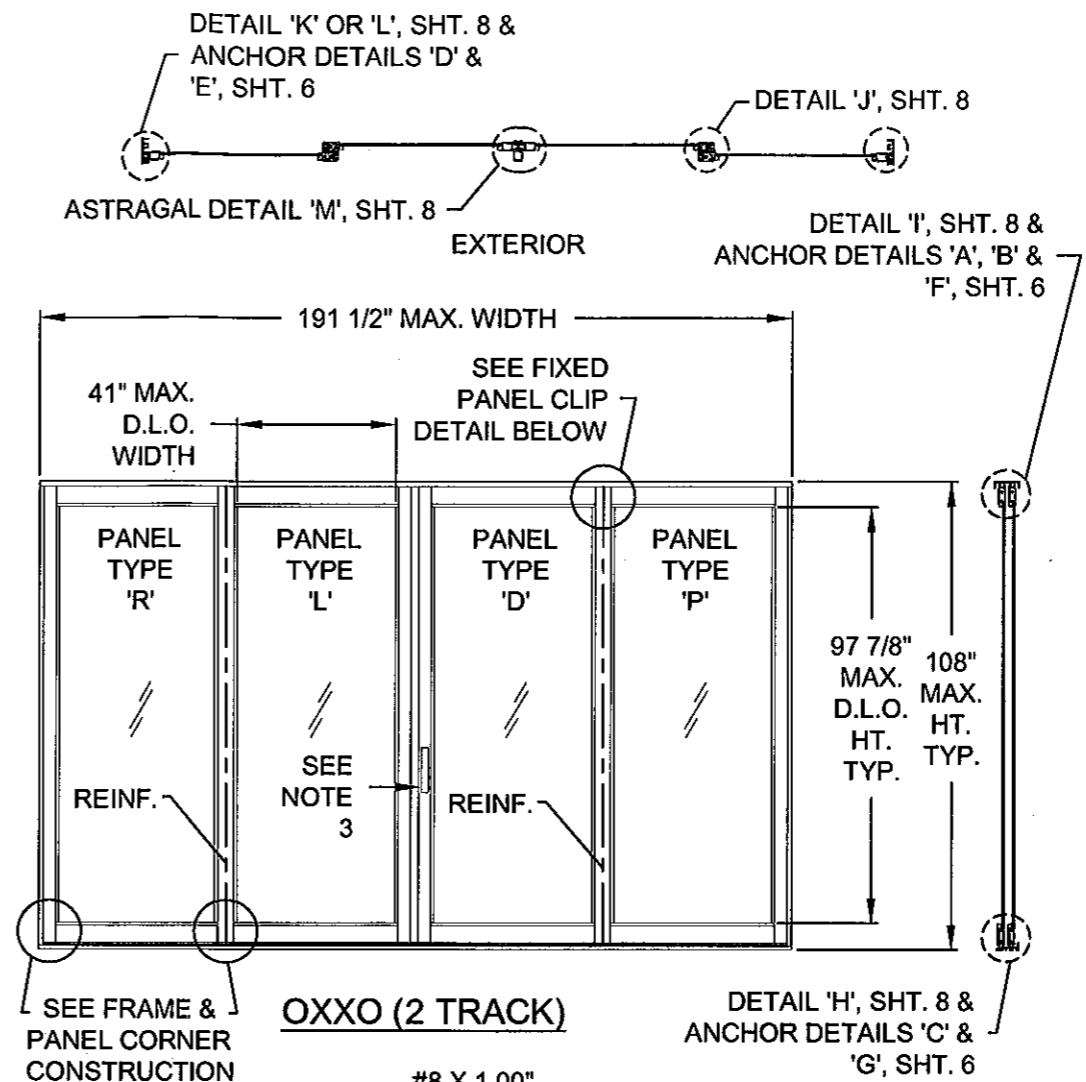 DETAIL 'K' OR 'L', SHT. 8 &
ANCHOR DETAILS 'D' &
'E', SHT. 6
DETAIL 'J', SHT. 8
ASTRAGAL DETAIL 'M', SHT. 8
EXTERIOR
DETAIL 'I', SHT. 8 &
ANCHOR DETAILS 'A', 'B' &
'F', SHT. 6
191 1/2" MAX. WIDTH
41" MAX.
D.L.O.
WIDTH
SEE FIXED
PANEL CLIP
DETAIL BELOW
PANEL
TYPE
'R'
PANEL
TYPE
'L'
PANEL
TYPE
'D'
PANEL
TYPE
'P'
97 7/8"
MAX.
D.L.O.
HT.
TYP.
108"
MAX.
HT.
TYP.
REINF.
SEE
NOTE
3
REINF.
SEE FRAME &
PANEL CORNER
CONSTRUCTION
OXXO (2 TRACK)
DETAIL 'H', SHT. 8 &
ANCHOR DETAILS 'C' &
'G', SHT. 6
#8 X 1.00"